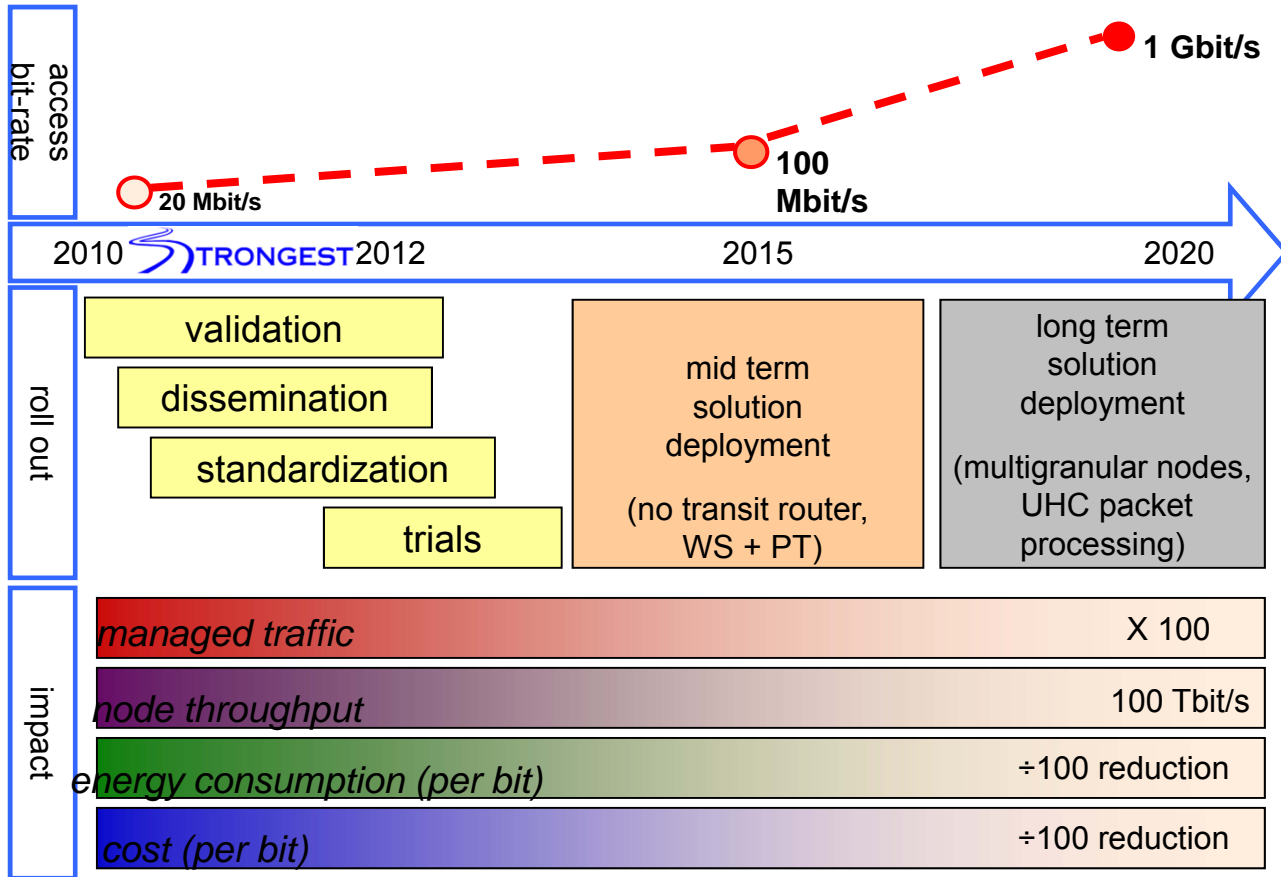 access
bit-rate
1 Gbit/s
100
Mbit/s
20 Mbit/s
2010 STRONGEST 2012 2015 2020
roll out
validation
dissemination
standardization
trials
mid term
solution
deployment
(no transit router,
WS + PT)
long term
solution
deployment
(multigranular nodes,
UHC packet
processing)
impact
managed traffic X 100
node throughput 100 Tbit/s
energy consumption (per bit) ÷100 reduction
cost (per bit) ÷100 reduction